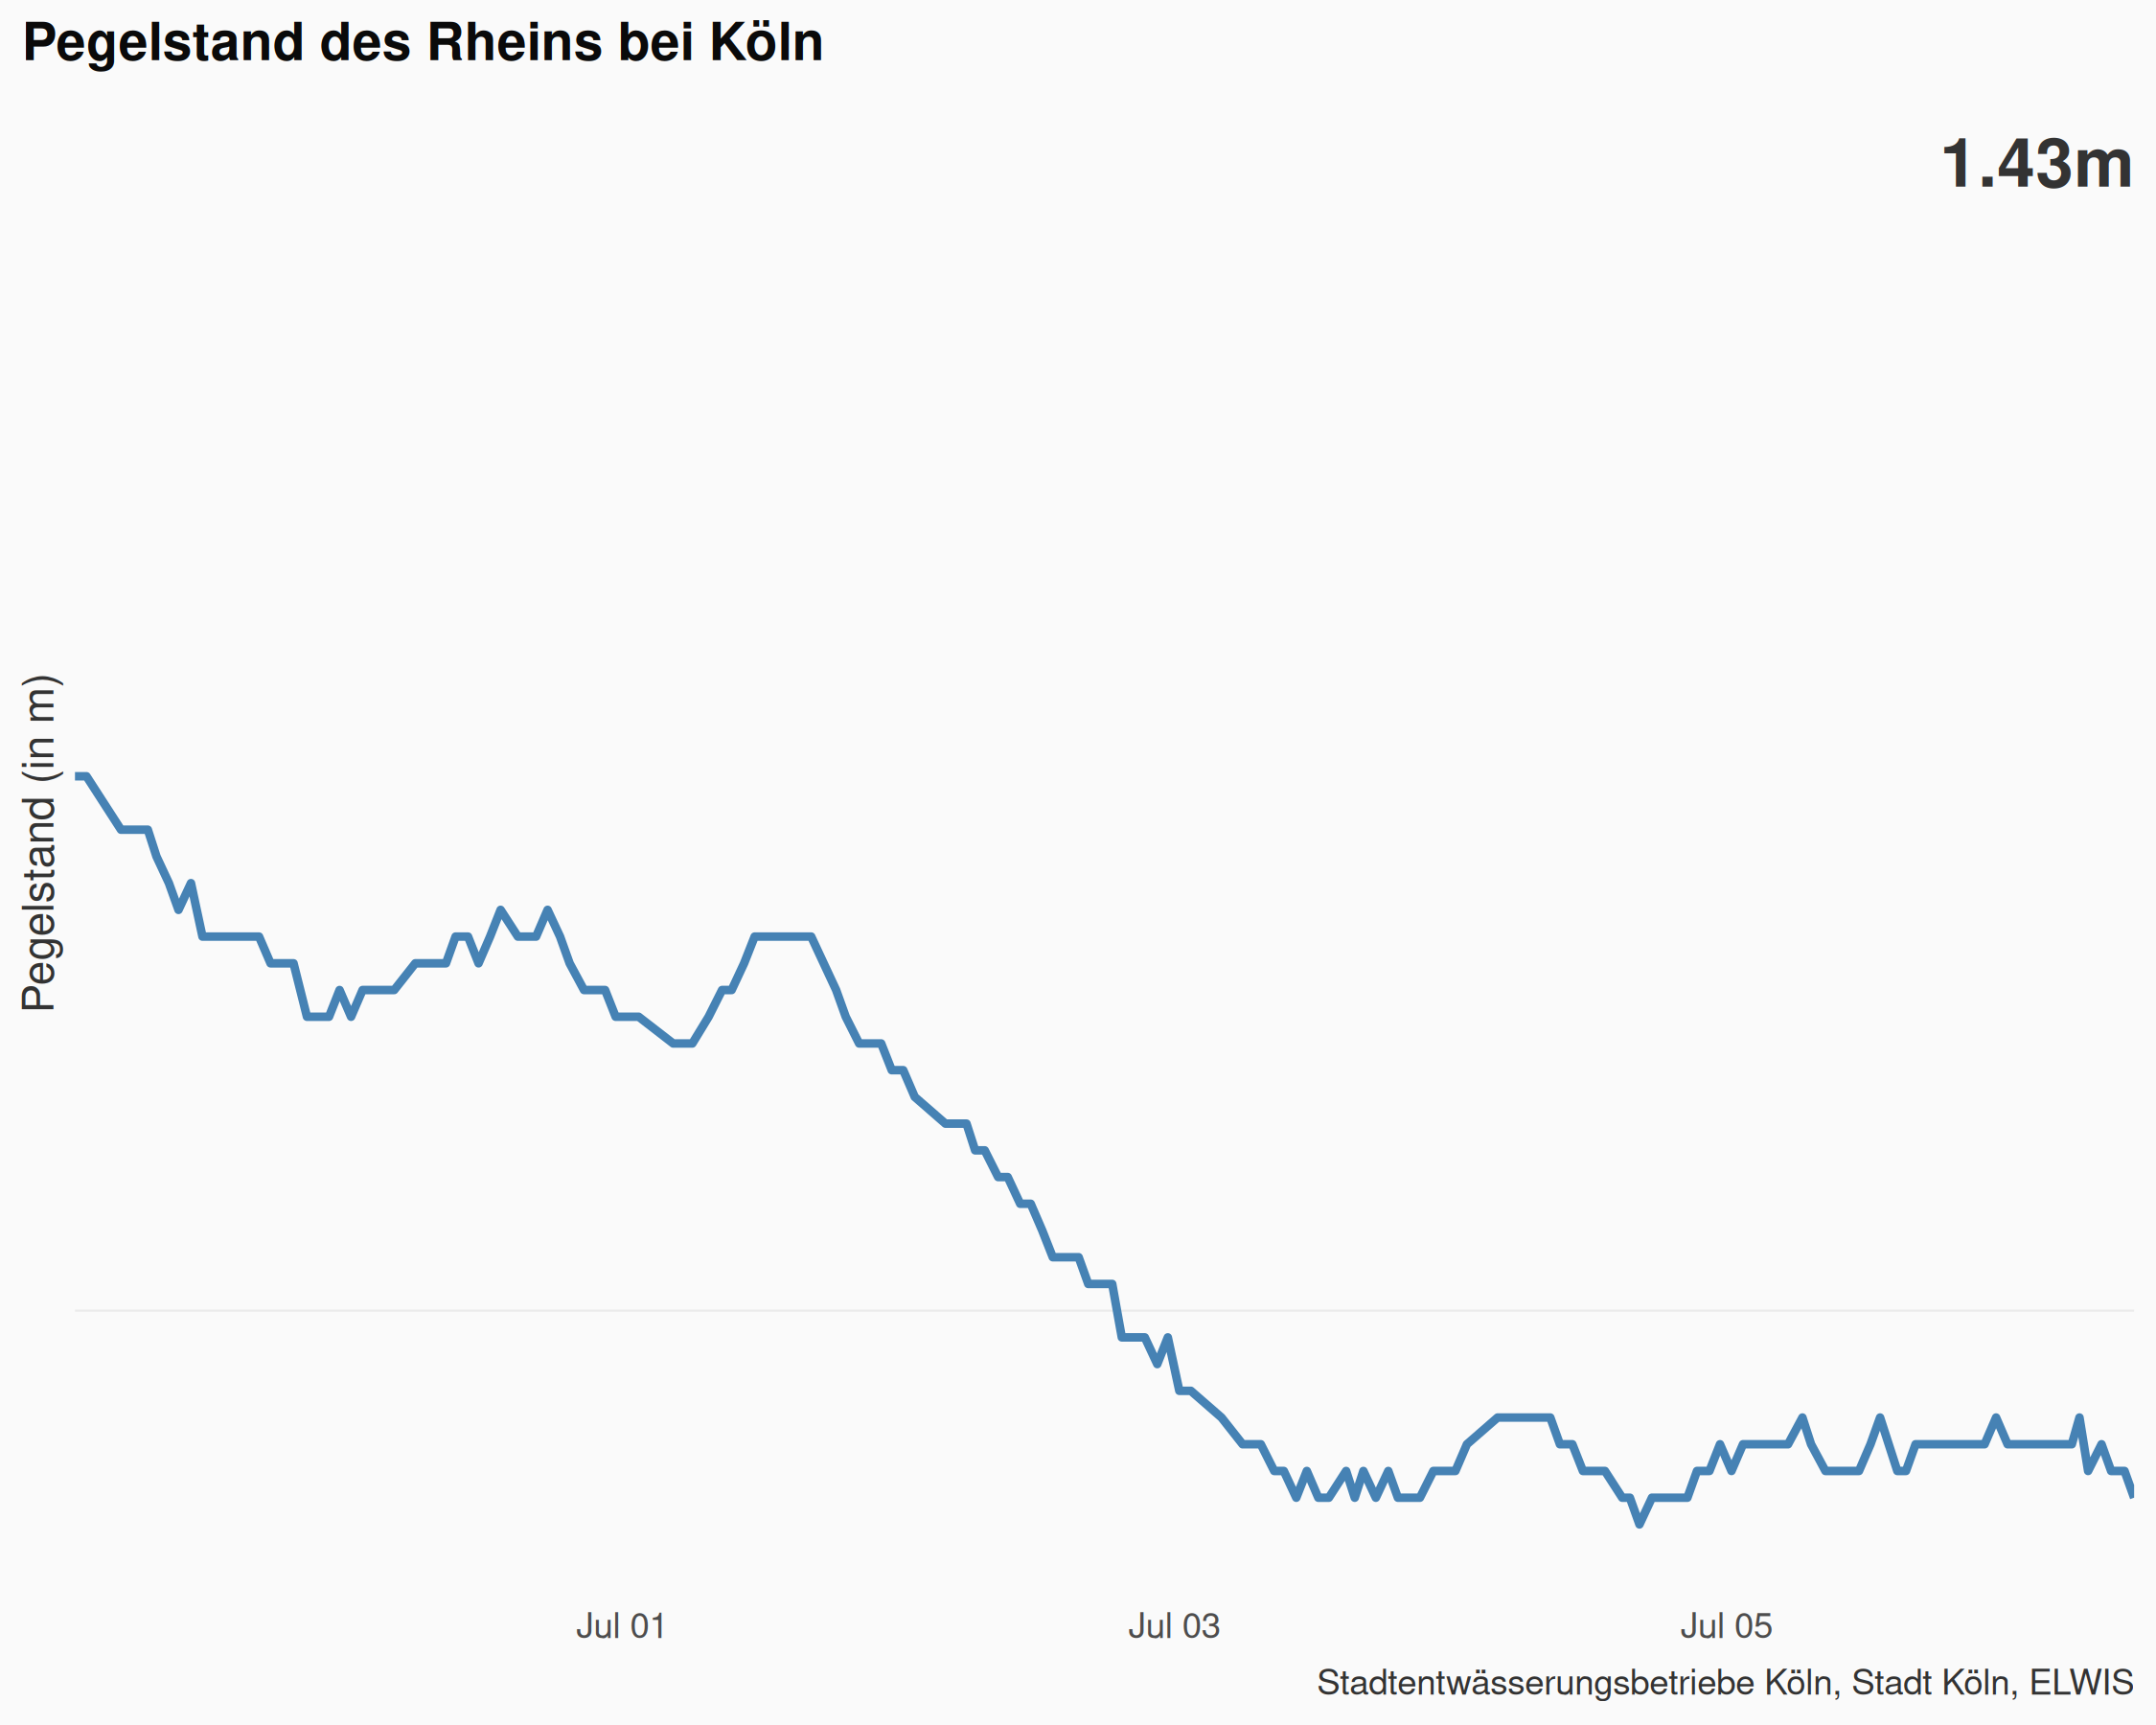 Pegelstand des Rheins bei Köln
1.43m
Pegelstand (in m)
Jul 01
Jul 03
Jul 05
Stadtentwässerungsbetriebe Köln, Stadt Köln, ELWIS